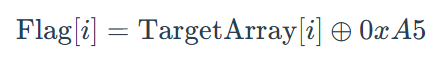 Flag[i] = TargetArray[i] ⊕ 0xA5